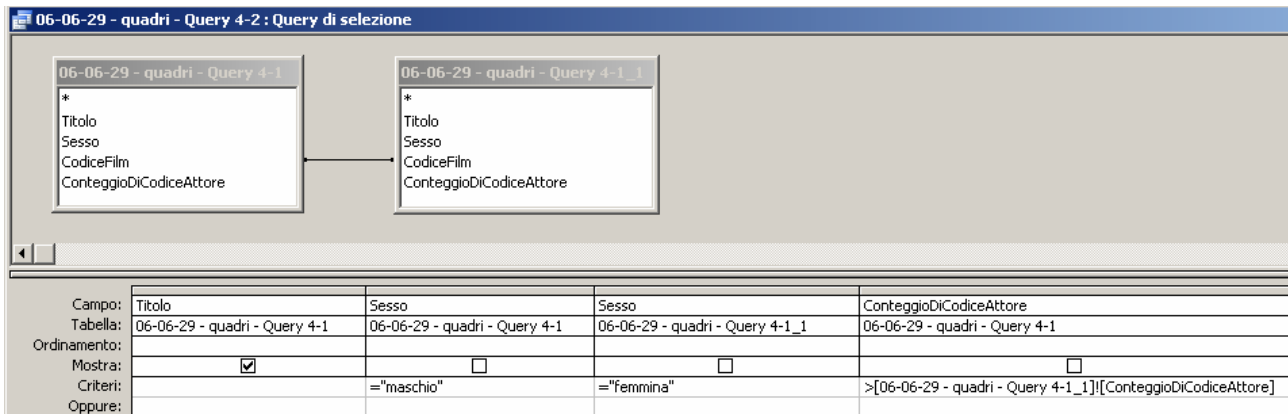 06-06-29 - quadri - Query 4-2 : Query di selezione
06-06-29 - quadri - Query 4-1
*
Titolo
Sesso
CodiceFilm
ConteggioDiCodiceAttore
06-06-29 - quadri - Query 4-1_1
*
Titolo
Sesso
CodiceFilm
ConteggioDiCodiceAttore
Campo: Titolo Sesso Sesso ConteggioDiCodiceAttore
Tabella: 06-06-29 - quadri - Query 4-1 06-06-29 - quadri - Query 4-1 06-06-29 - quadri - Query 4-1_1 06-06-29 - quadri - Query 4-1
Ordinamento:
Mostra:
Criteri: ="maschio" ="femmina" >[06-06-29 - quadri - Query 4-1_1]![ConteggioDiCodiceAttore]
Oppure: